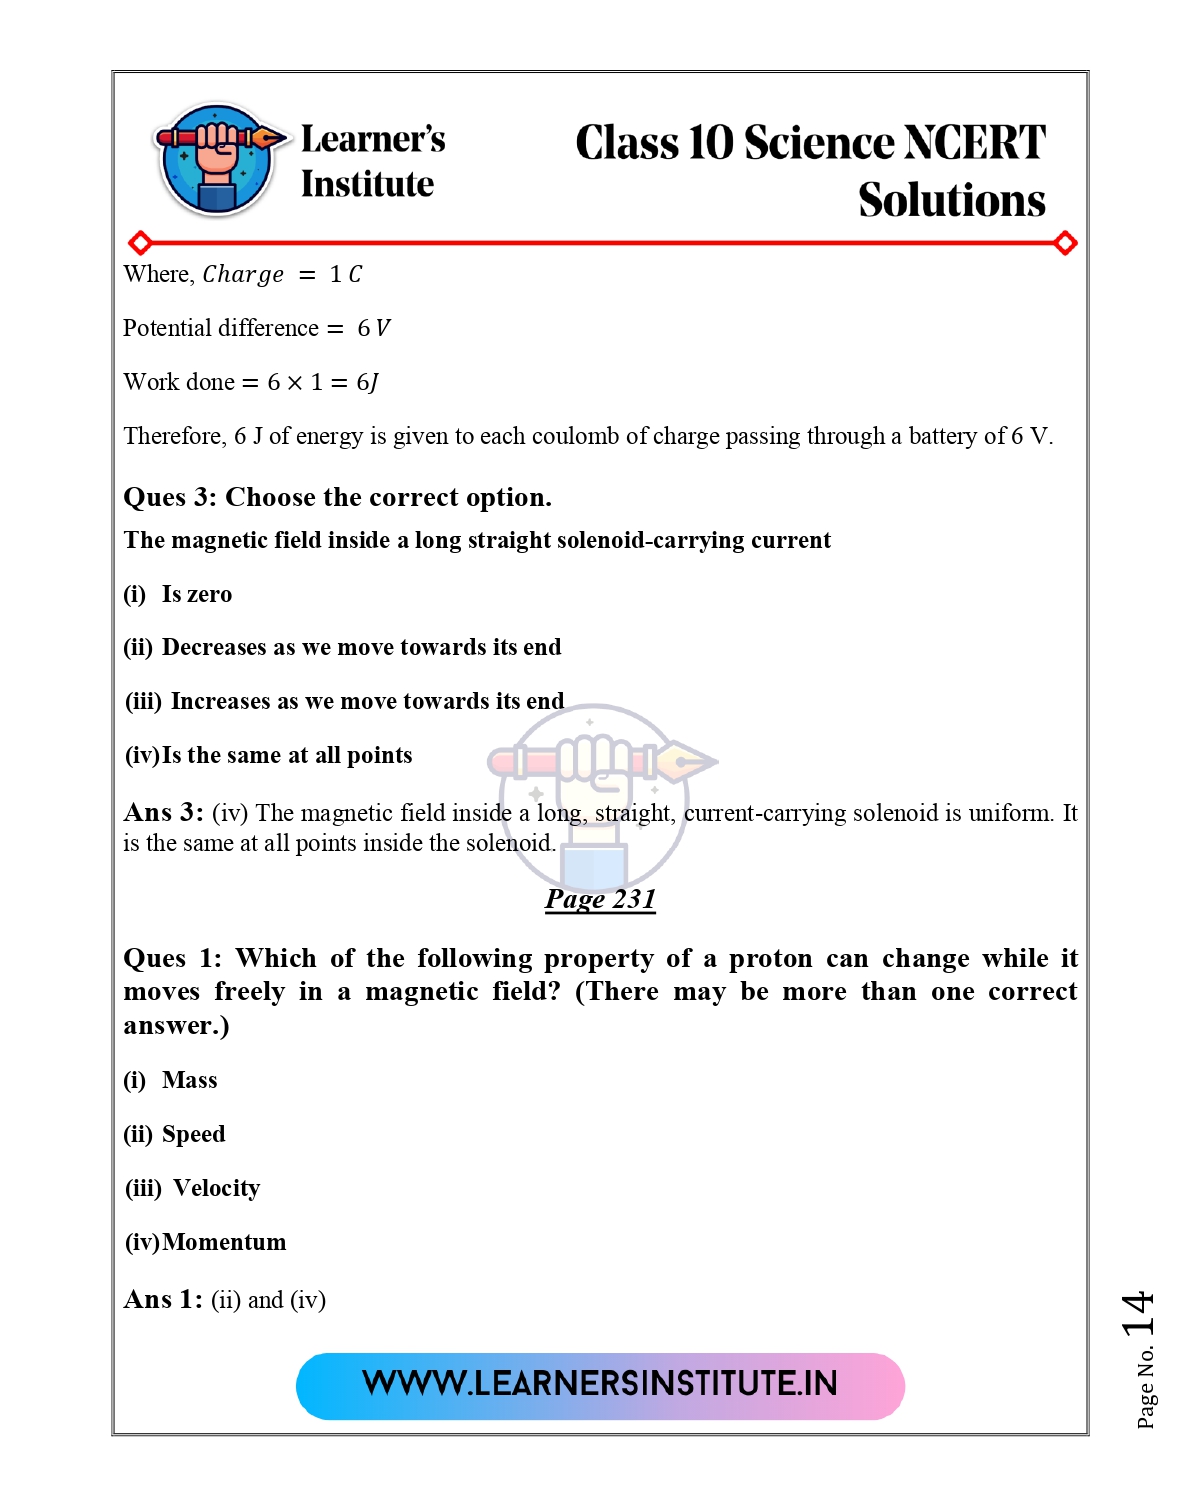 Learner's
Institute
Class 10 Science NCERT
Solutions
Where, Charge = 1 C
Potential difference = 6 V
Work done = 6 × 1 = 6J
Therefore, 6 J of energy is given to each coulomb of charge passing through a battery of 6 V.
Ques 3: Choose the correct option.
The magnetic field inside a long straight solenoid-carrying current
(i) Is zero
(ii) Decreases as we move towards its end
(iii) Increases as we move towards its end
(iv) Is the same at all points
Ans 3: (iv) The magnetic field inside a long, straight, current-carrying solenoid is uniform. It
is the same at all points inside the solenoid.
Page 231
Ques 1: Which of the following property of a proton can change while it
moves freely in a magnetic field? (There may be more than one correct
answer.)
(i) Mass
(ii) Speed
(iii) Velocity
(iv) Momentum
Ans 1: (ii) and (iv)
WWW.LEARNERSINSTITUTE.IN
Page No. 14